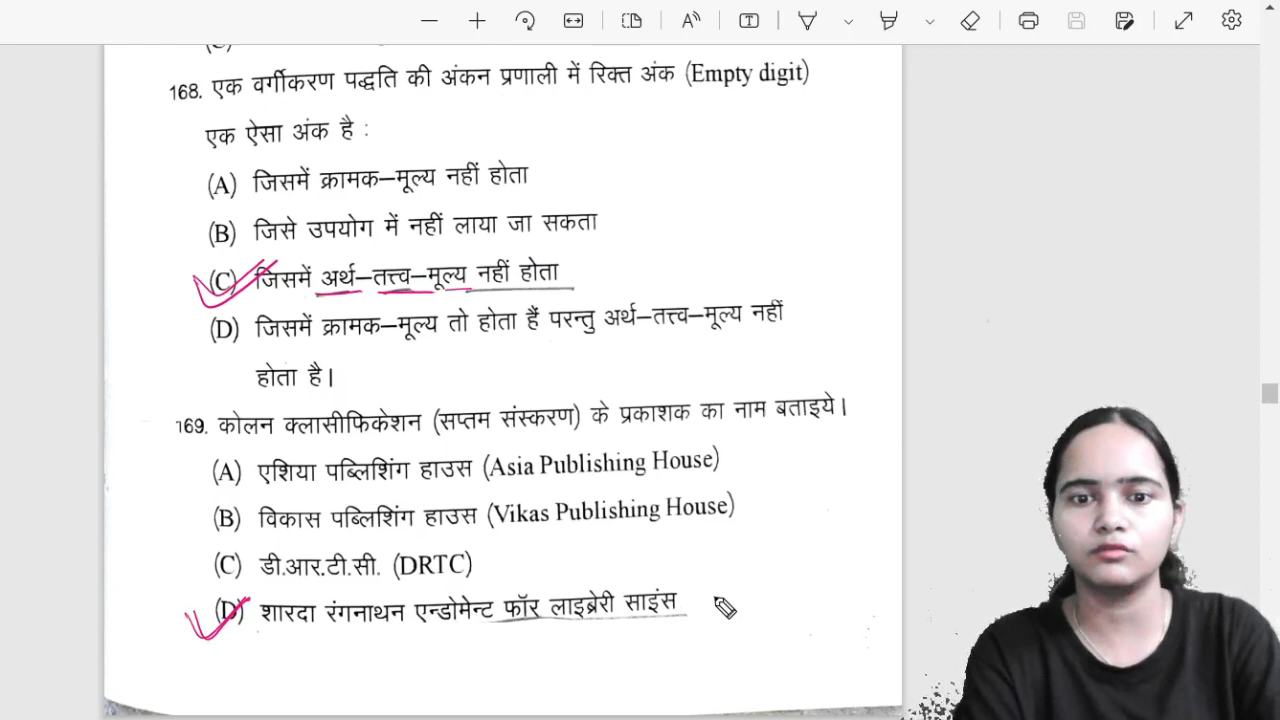 168. एक वर्गीकरण पद्धति की अंकन प्रणाली में रिक्त अंक (Empty digit)
एक ऐसा अंक है :
(A) जिसमें क्रामक–मूल्य नहीं होता
(B) जिसे उपयोग में नहीं लाया जा सकता
(C) जिसमें अर्थ–तत्त्व–मूल्य नहीं होता
(D) जिसमें क्रामक–मूल्य तो होता हैं परन्तु अर्थ–तत्त्व–मूल्य नहीं
होता है।
169. कोलन क्लासीफिकेशन (सप्तम संस्करण) के प्रकाशक का नाम बताइये।
(A) एशिया पब्लिशिंग हाउस (Asia Publishing House)
(B) विकास पब्लिशिंग हाउस (Vikas Publishing House)
(C) डी.आर.टी.सी. (DRTC)
(D) शारदा रंगनाथन एन्डोमेन्ट फॉर लाइब्रेरी साइंस